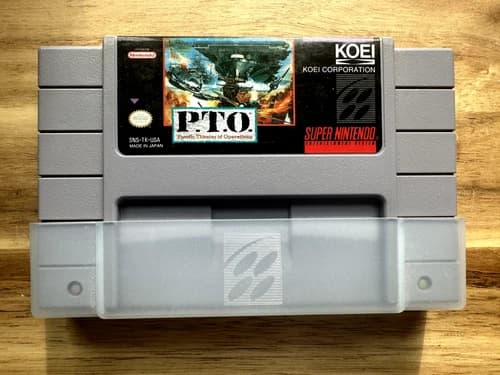 Nintendo
KOEI
KOEI CORPORATION
P.T.O.
Pacific Theater of Operations
SNS-TK-USA
MADE IN JAPAN
SUPER NINTENDO
ENTERTAINMENT SYSTEM